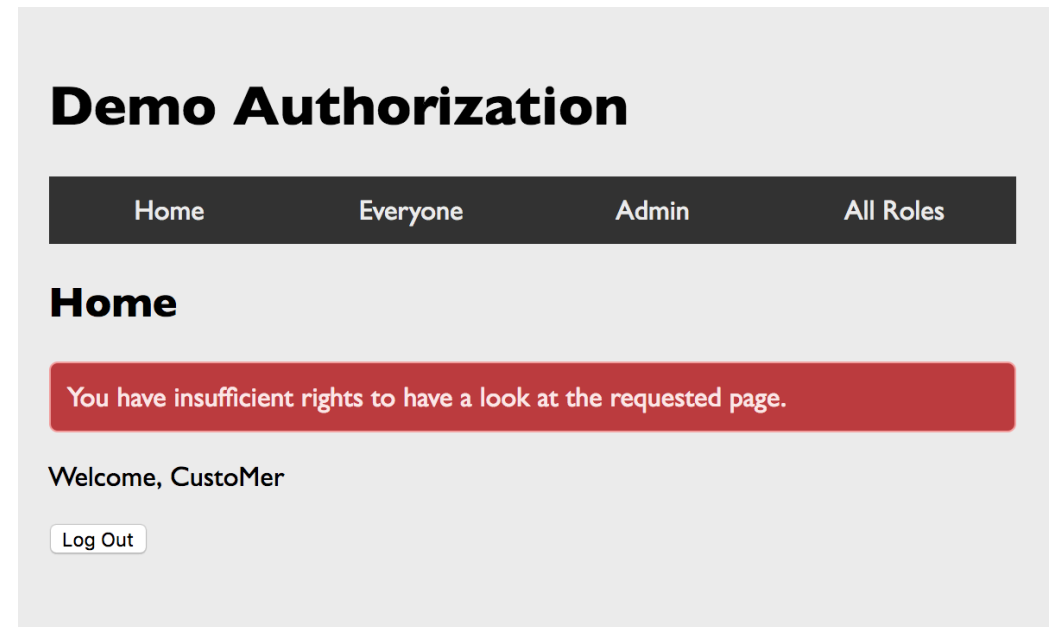 Demo Authorization
Home Everyone Admin All Roles
Home
You have insufficient rights to have a look at the requested page.
Welcome, CustoMer
Log Out